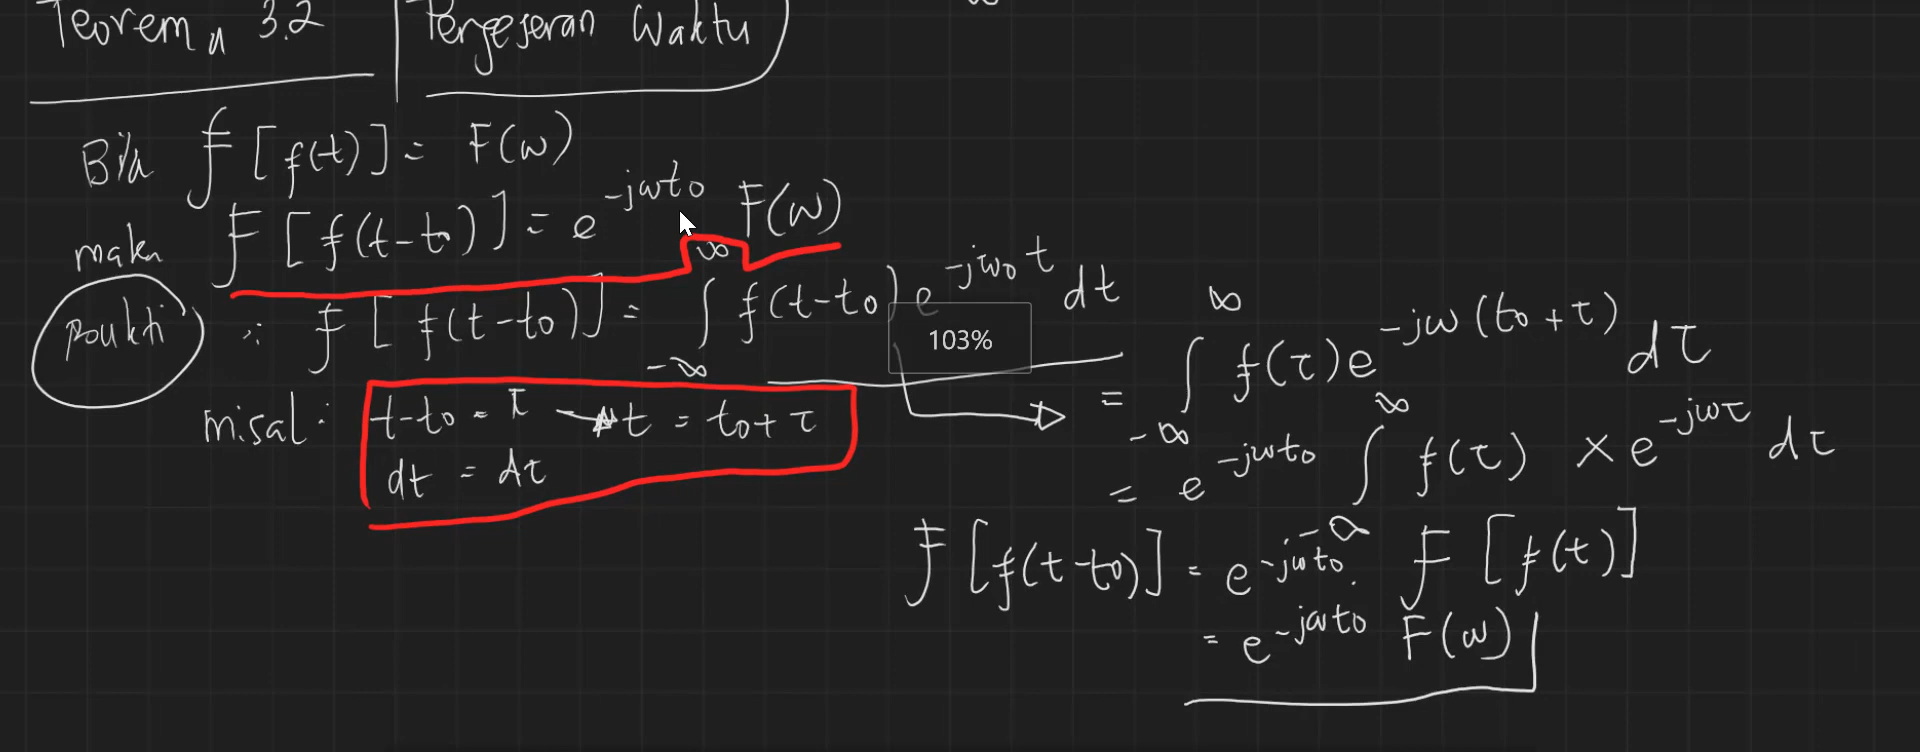 Teorema 3.2 | Pergeseran Waktu
Bila F[f(t)] = F(ω)
maka F[f(t-t₀)] = e^{-jωt₀} F(ω)
Boukti : F[f(t-t₀)] = ∫_{-∞}^{∞} f(t-t₀) e^{-jω₀t} dt
103%
misal : t-t₀ = τ → t = t₀+τ
dt = dτ
= ∫_{-∞}^{∞} f(τ) e^{-jω(t₀+τ)} dτ
= e^{-jωt₀} ∫_{-∞}^{∞} f(τ) × e^{-jωτ} dτ
F[f(t-t₀)] = e^{-jωt₀}. F[f(t)]
= e^{-jωt₀} F(ω)